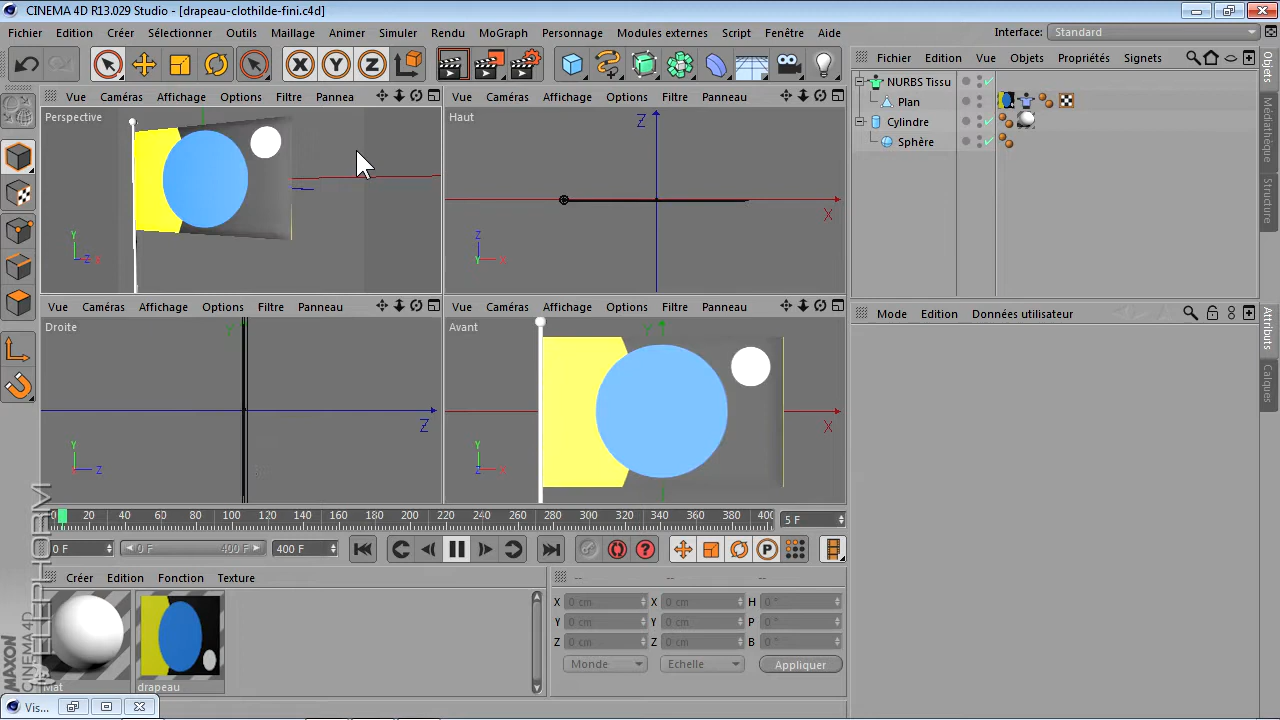 CINEMA 4D R13.029 Studio - [drapeau-clothilde-fini.c4d]
Fichier Edition Créer Sélectionner Outils Maillage Animer Simuler Rendu MoGraph Personnage Modules externes Script Fenêtre Aide Interface: Standard
X Y Z
Vue Caméras Affichage Options Filtre Pannea
Perspective
Y Z X
Vue Caméras Affichage Options Filtre Panneau
Haut
Z X
Z Y X
Vue Caméras Affichage Options Filtre Panneau
Droite
Y Z
Y X Z
Vue Caméras Affichage Options Filtre Panneau
Avant
Y X
Y Z X
0 20 40 60 80 100 120 140 160 180 200 220 240 260 280 300 320 340 360 380 400 5 F
0 F 0 F 400 F 400 F P
Créer Edition Fonction Texture
Mat drapeau
-- -- --
X 0 cm X 0 cm H 0 °
Y 0 cm Y 0 cm P 0 °
Z 0 cm Z 0 cm B 0 °
Monde Echelle Appliquer
Fichier Edition Vue Objets Propriétés Signets
NURBS Tissu
Plan
Cylindre
Sphère
Mode Edition Données utilisateur
Objets
Médiathèque
Structure
Attributs
Calques
MAXON
CINEMA 4D
ELEPHORM
Vis...